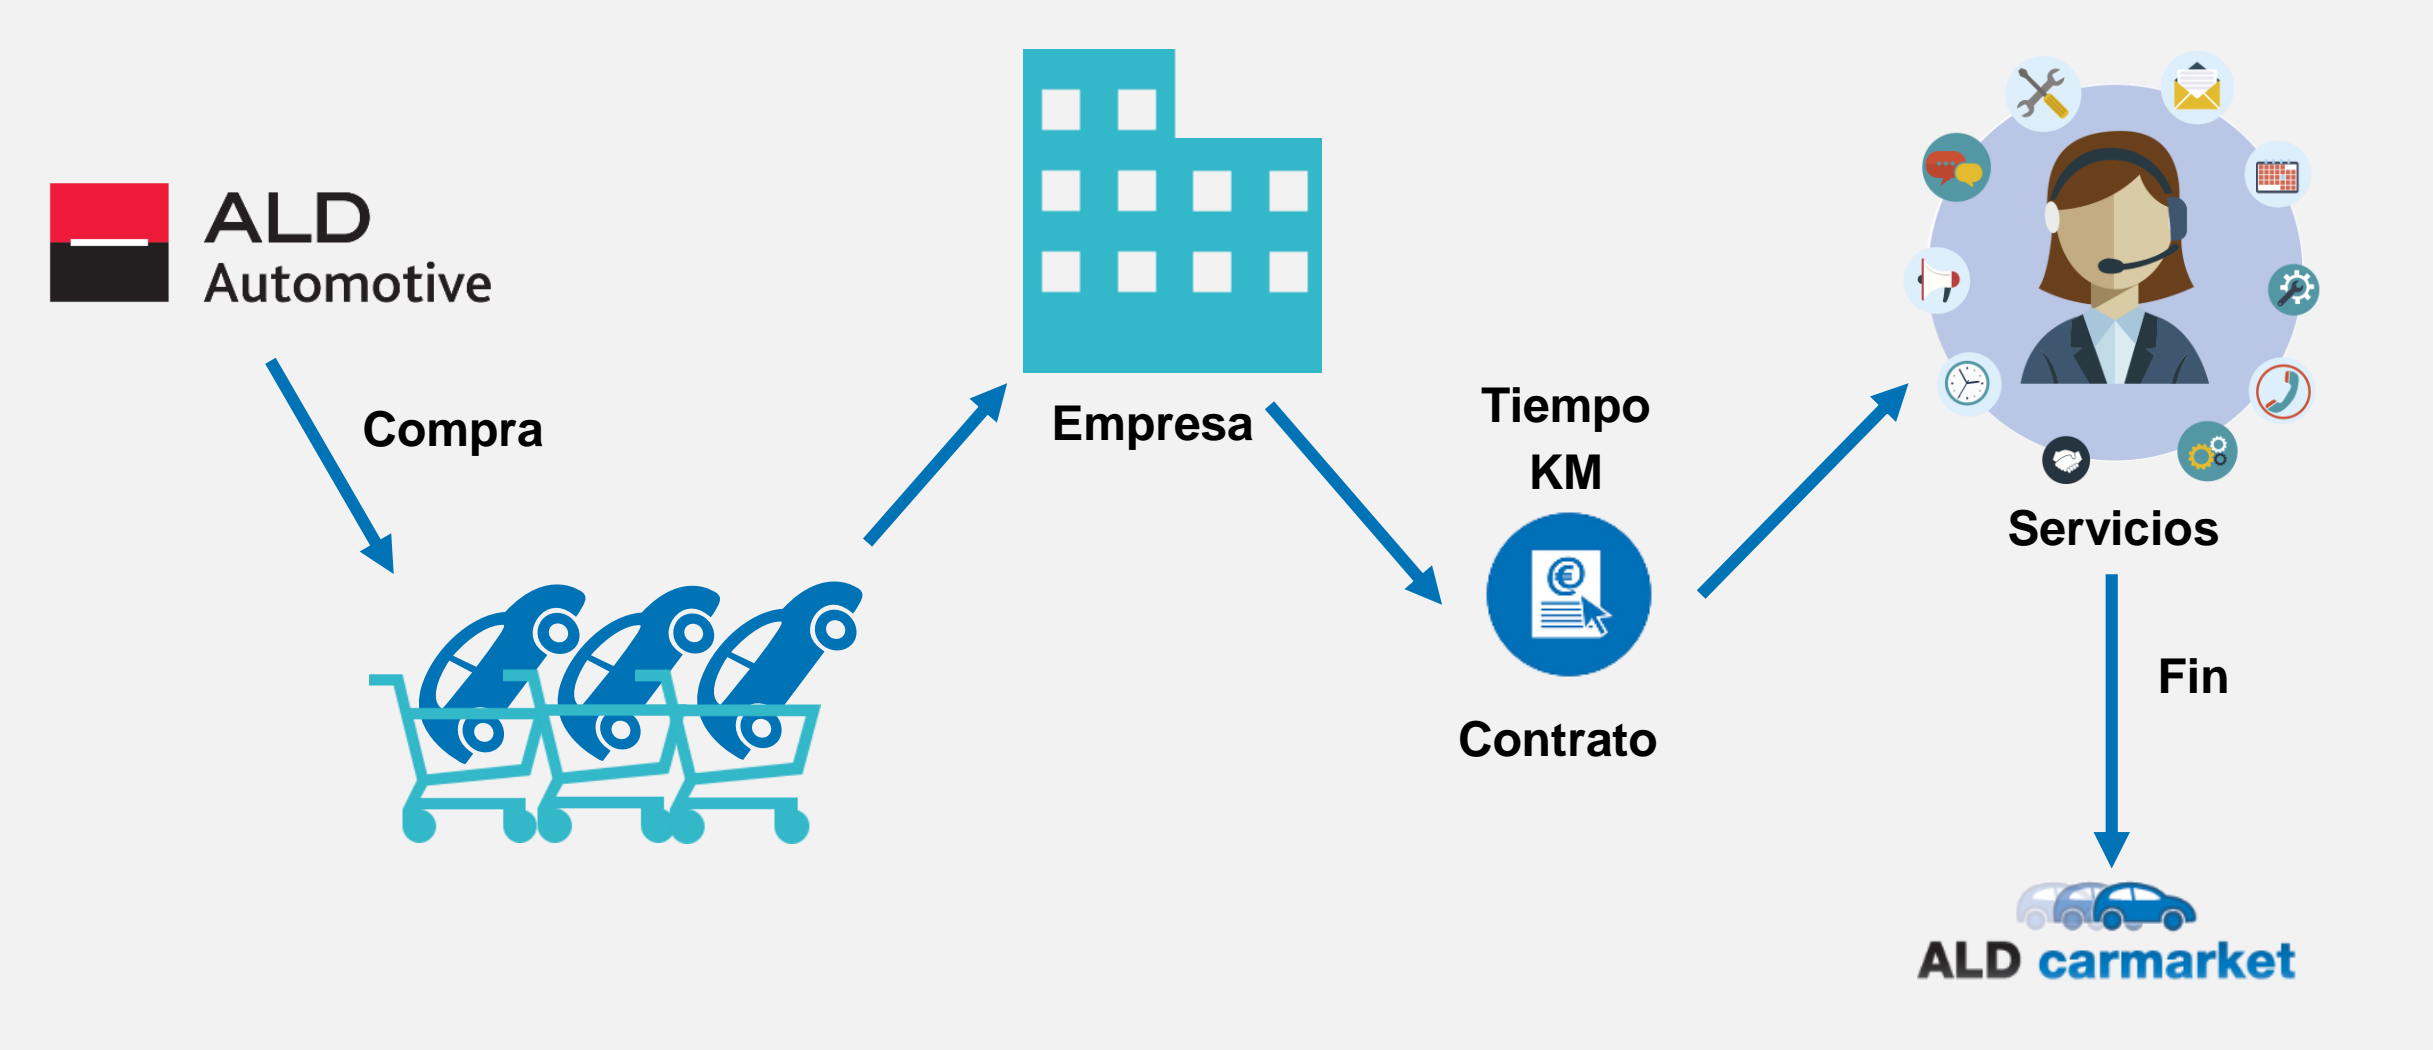 ALD
Automotive
Compra
Empresa
Tiempo
KM
Contrato
Servicios
Fin
ALD carmarket